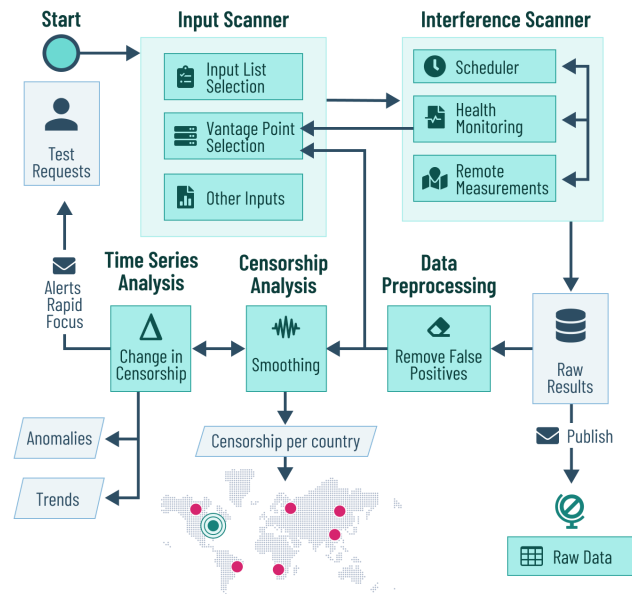 Start
Input Scanner
Interference Scanner
Test
Requests
Input List
Selection
Vantage Point
Selection
Other Inputs
Scheduler
Health
Monitoring
Remote
Measurements
Time Series
Analysis
Censorship
Analysis
Data
Preprocessing
Alerts
Rapid
Focus
Change in
Censorship
Smoothing
Remove False
Positives
Raw
Results
Anomalies
Trends
Censorship per country
Publish
Raw Data